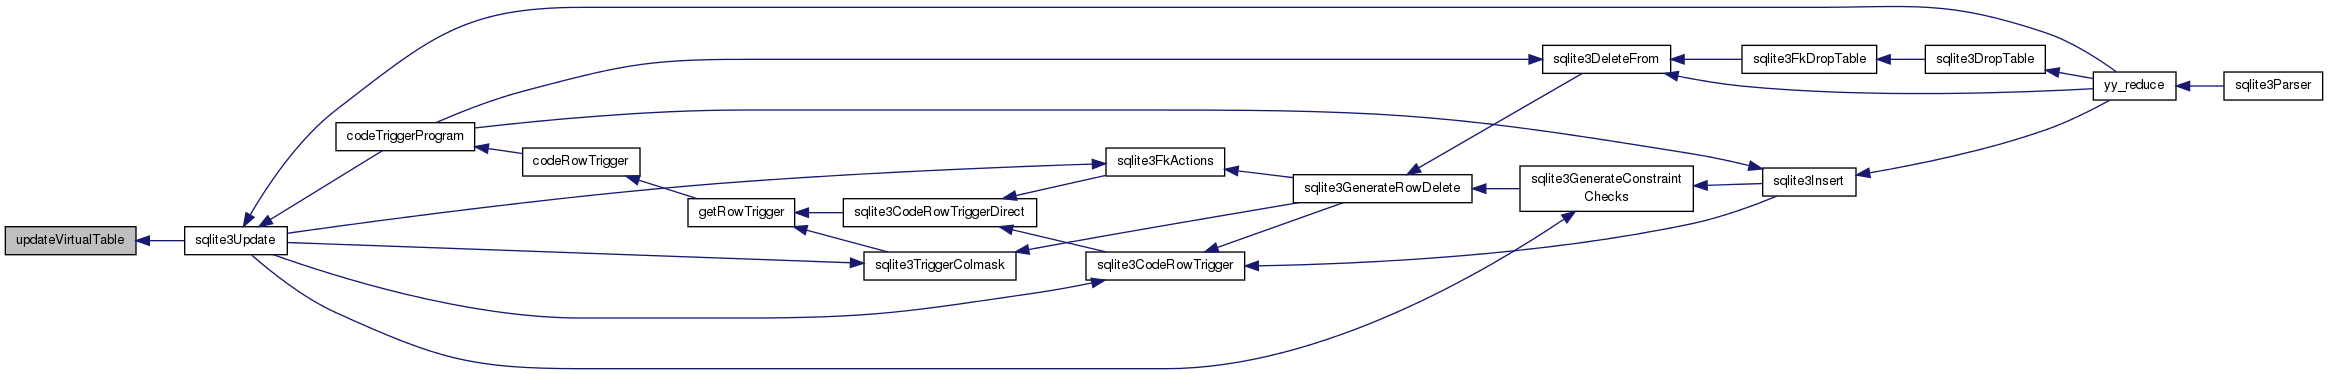 updateVirtualTable
sqlite3Update
codeTriggerProgram
codeRowTrigger
getRowTrigger
sqlite3CodeRowTriggerDirect
sqlite3TriggerColmask
sqlite3FkActions
sqlite3CodeRowTrigger
sqlite3GenerateRowDelete
sqlite3DeleteFrom
sqlite3GenerateConstraint
Checks
sqlite3FkDropTable
sqlite3Insert
sqlite3DropTable
yy_reduce
sqlite3Parser